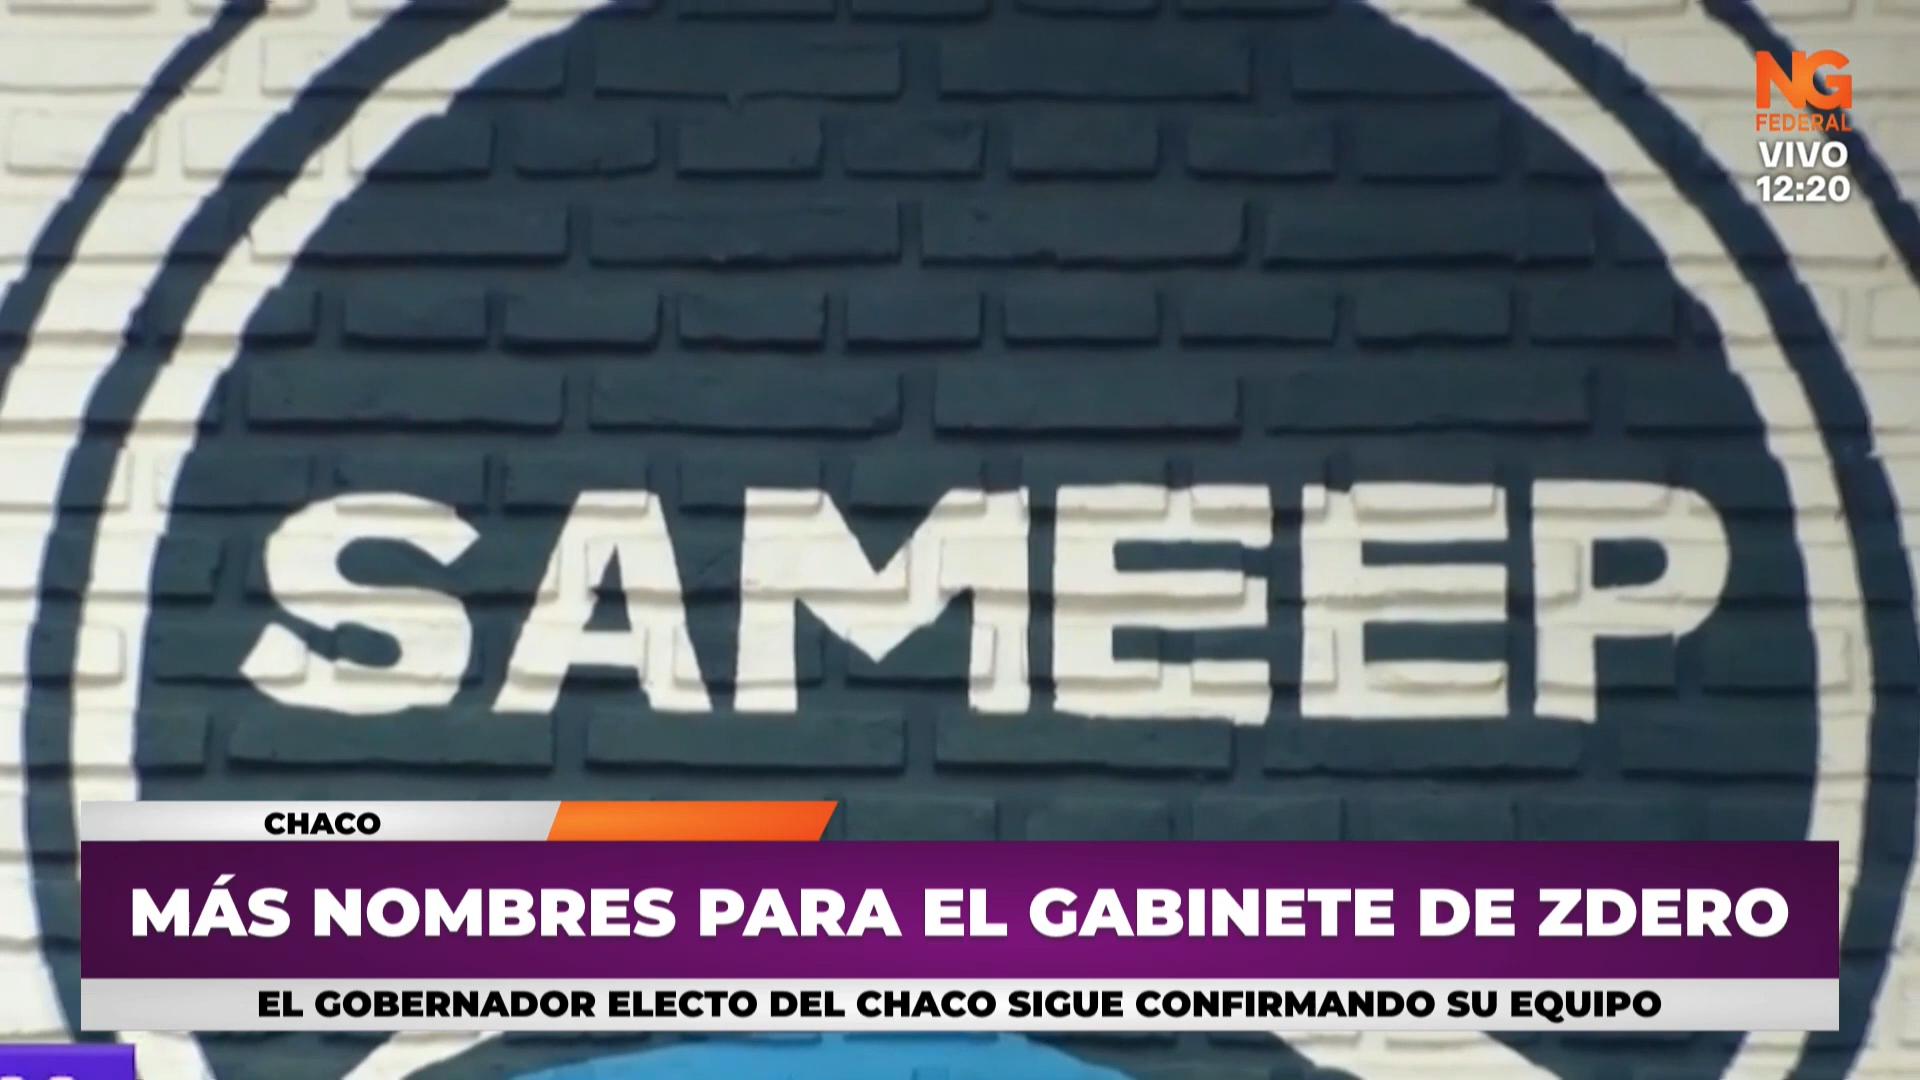 NG
FEDERAL
VIVO
12:20
SAMEEP
CHACO
MÁS NOMBRES PARA EL GABINETE DE ZDERO
EL GOBERNADOR ELECTO DEL CHACO SIGUE CONFIRMANDO SU EQUIPO